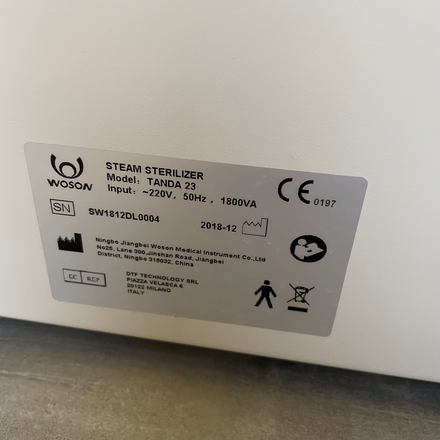 WOSON
STEAM STERILIZER
Model: TANDA 23
Input: ~220V, 50Hz, 1800VA
CE 0197
SN
SW1812DL0004
2018-12
Ningbo Jiangbei Woson Medical Instrument Co.,Ltd
No25, Lane 300,Jinshan Road, Jiangbei
District, Ningbo 315032, China
EC REP
DTF TECHNOLOGY SRL
PIAZZA VELASCA 6
20122 MILANO
ITALY